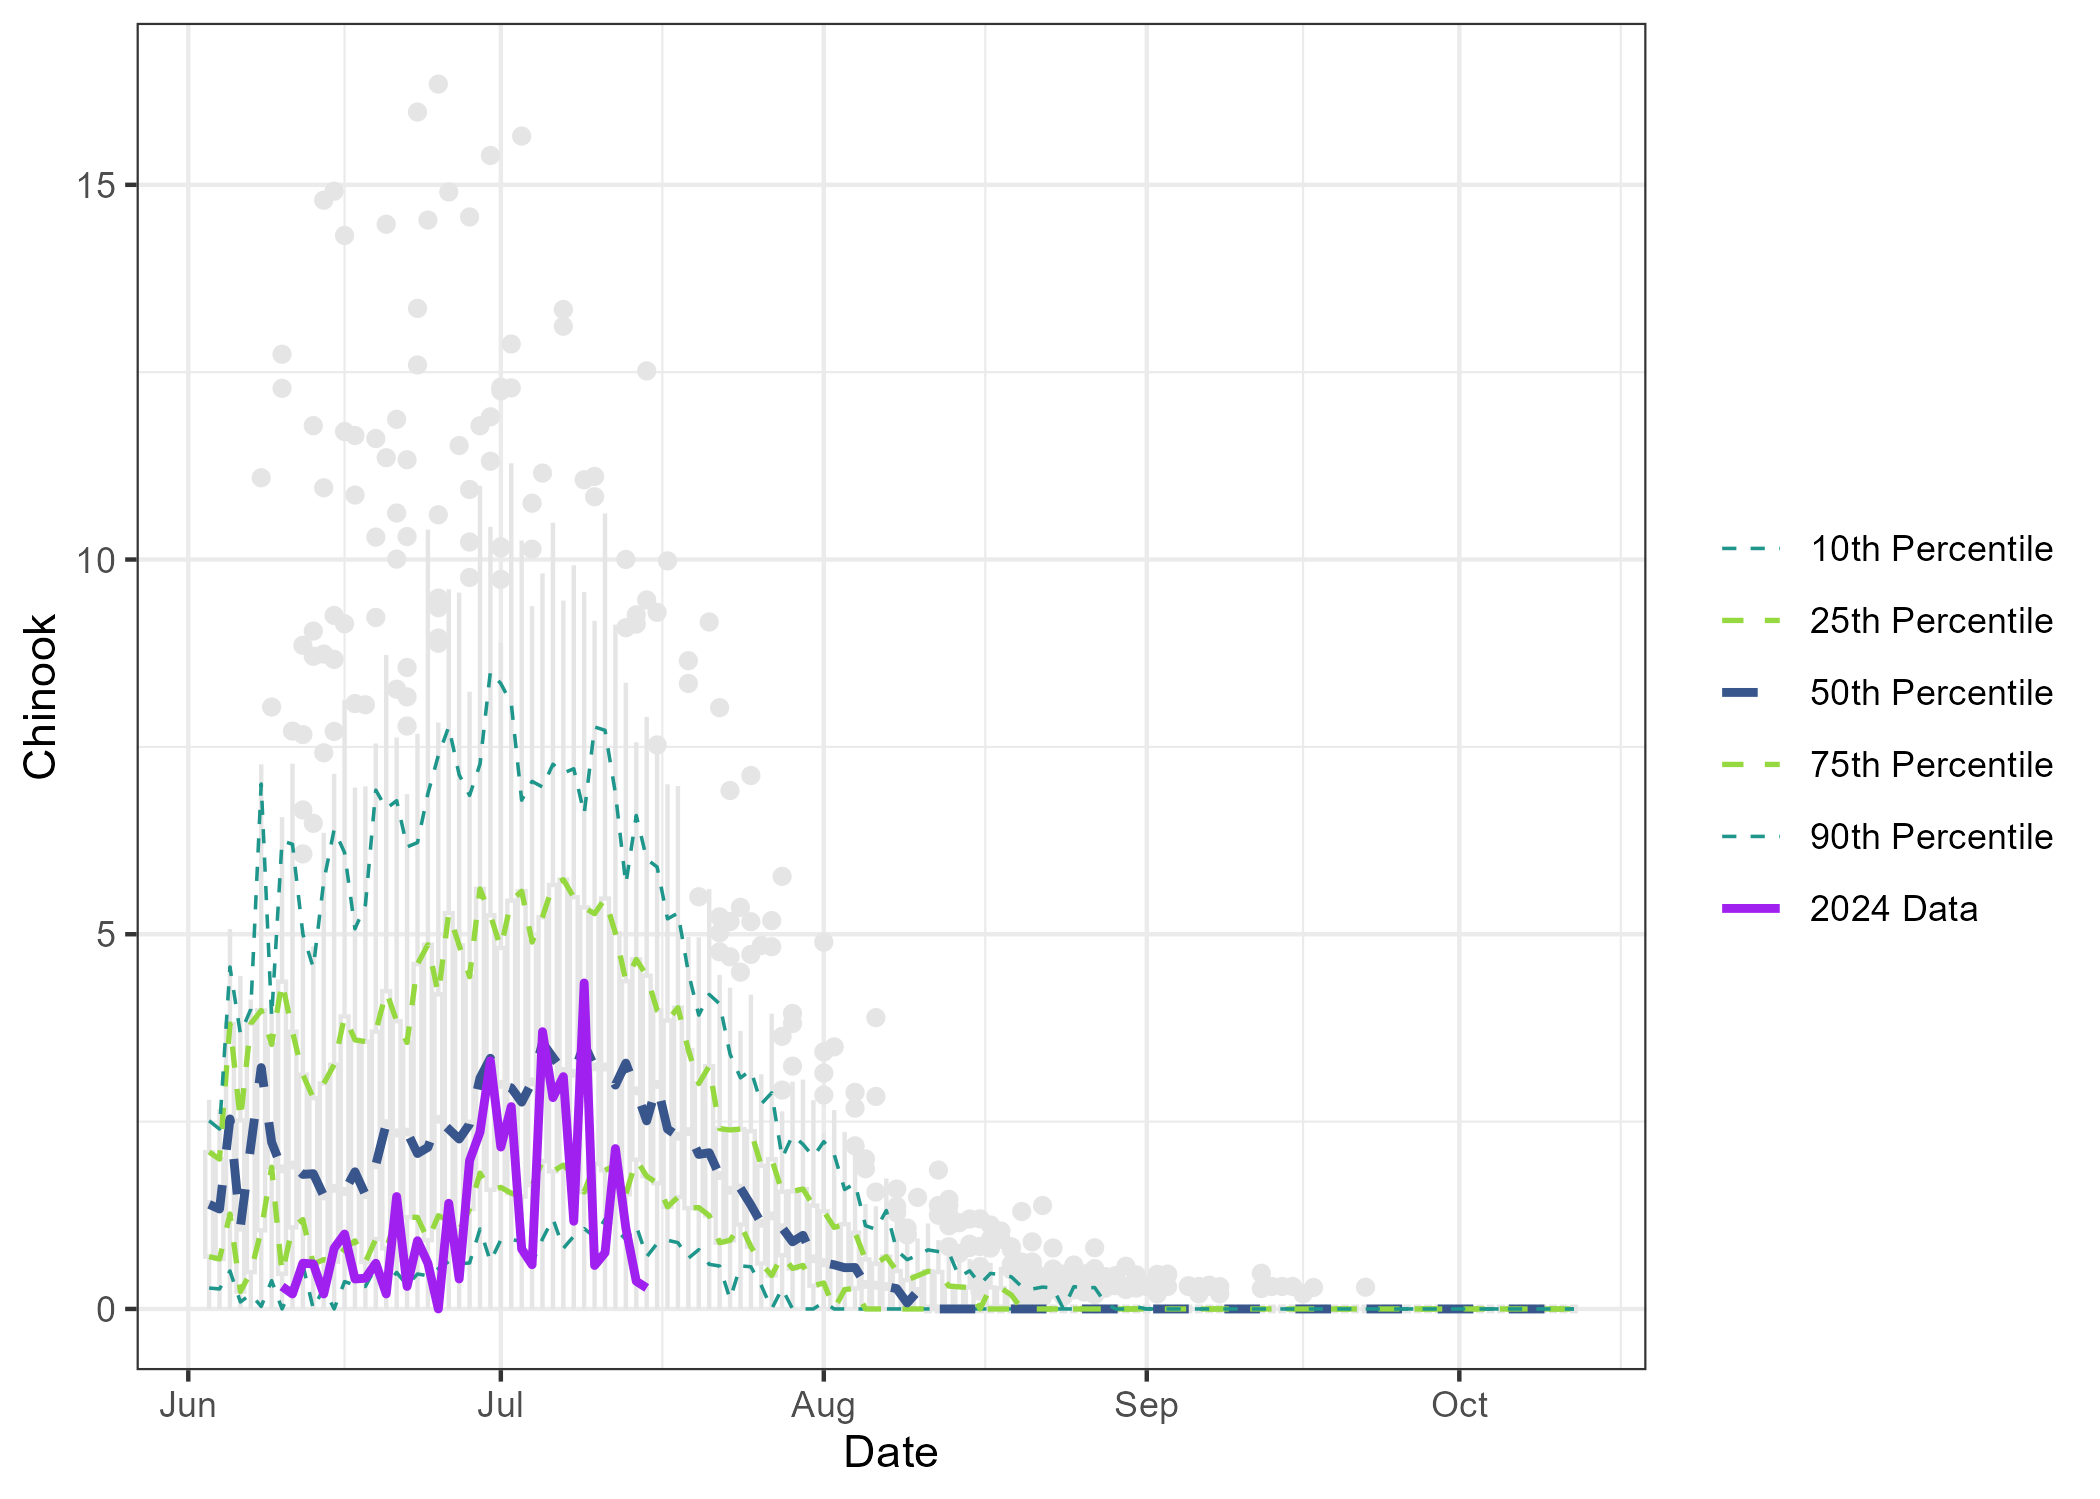 Chinook
15
10
5
0
Jun
Jul
Aug
Sep
Oct
Date
10th Percentile
25th Percentile
50th Percentile
75th Percentile
90th Percentile
2024 Data